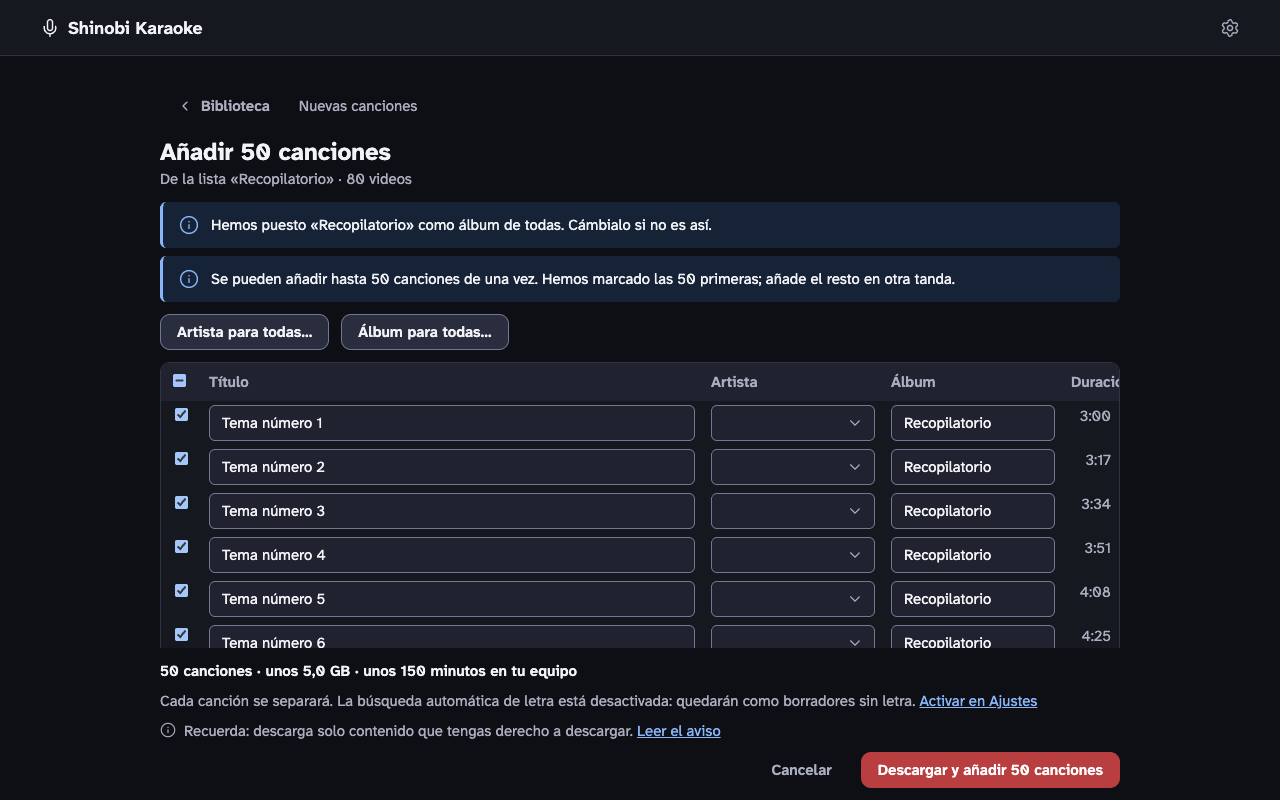 Shinobi Karaoke
Biblioteca Nuevas canciones
Añadir 50 canciones
De la lista «Recopilatorio» · 80 videos
Hemos puesto «Recopilatorio» como álbum de todas. Cámbialo si no es así.
Se pueden añadir hasta 50 canciones de una vez. Hemos marcado las 50 primeras; añade el resto en otra tanda.
Artista para todas... Álbum para todas...
Título Artista Álbum Duració
Tema número 1 Recopilatorio 3:00
Tema número 2 Recopilatorio 3:17
Tema número 3 Recopilatorio 3:34
Tema número 4 Recopilatorio 3:51
Tema número 5 Recopilatorio 4:08
Tema número 6 Recopilatorio 4:25
50 canciones · unos 5,0 GB · unos 150 minutos en tu equipo
Cada canción se separará. La búsqueda automática de letra está desactivada: quedarán como borradores sin letra. Activar en Ajustes
Recuerda: descarga solo contenido que tengas derecho a descargar. Leer el aviso
Cancelar Descargar y añadir 50 canciones